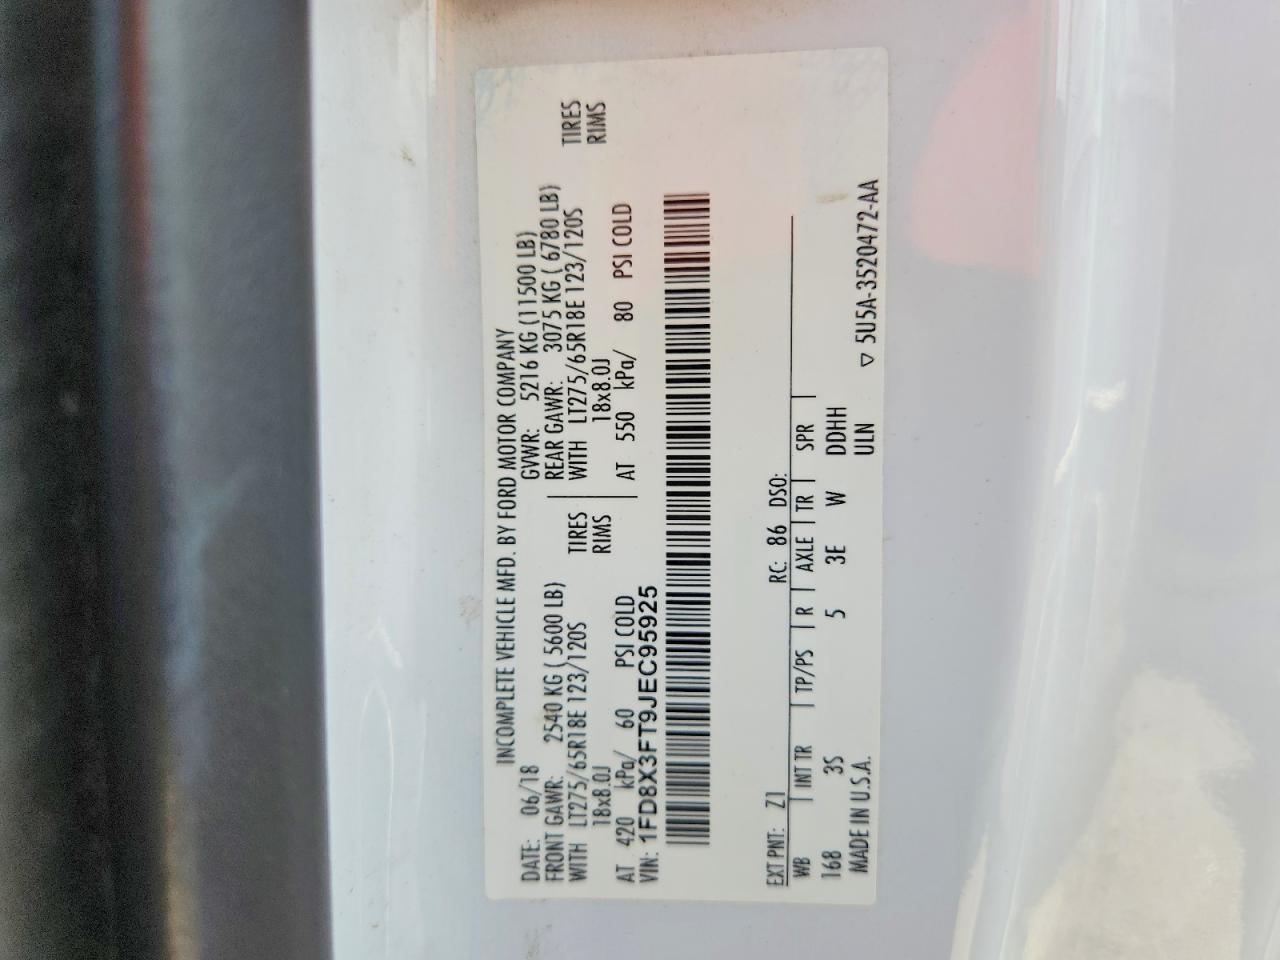 INCOMPLETE VEHICLE MFD. BY FORD MOTOR COMPANY
DATE: 06/18 GVWR: 5216 KG (11500 LB)
FRONT GAWR: 2540 KG ( 5600 LB) REAR GAWR: 3075 KG ( 6780 LB)
WITH LT275/65R18E 123/120S TIRES WITH LT275/65R18E 123/120S TIRES
18x8.0J RIMS 18x8.0J RIMS
AT 420 kPa/ 60 PSI COLD AT 550 kPa/ 80 PSI COLD
VIN: 1FD8X3FT9JEC95925
EXT PNT: Z1 RC: 86 DSO:
WB INT TR TP/PS R AXLE TR SPR
168 3S 5 3E W DDHH
MADE IN U.S.A. ULN ▽ 5U5A-3520472-AA